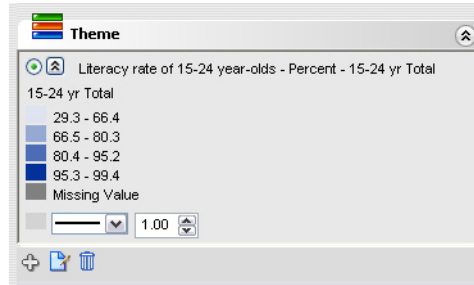 Theme
Literacy rate of 15-24 year-olds - Percent - 15-24 yr Total
15-24 yr Total
29.3 - 66.4
66.5 - 80.3
80.4 - 95.2
95.3 - 99.4
Missing Value
1.00